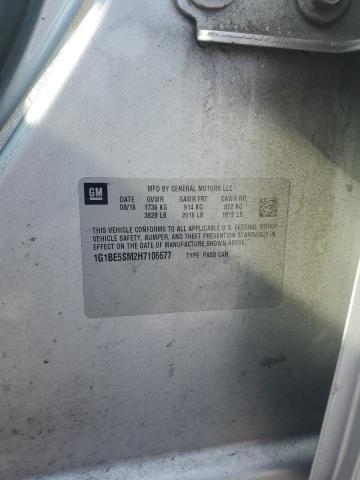 GM
MFD BY GENERAL MOTORS LLC
DATE GVWR GAWR FRT GAWR RR
08/16 1736 KG 914 KG 822 KG
3828 LB 2016 LB 1812 LB
THIS VEHICLE CONFORMS TO ALL APPLICABLE U.S. FEDERAL MOTOR
VEHICLE SAFETY, BUMPER, AND THEFT PREVENTION STANDARDS IN
EFFECT ON THE DATE OF MANUFACTURE SHOWN ABOVE.
1G1BE5SM2H7106677 TYPE: PASS CAR